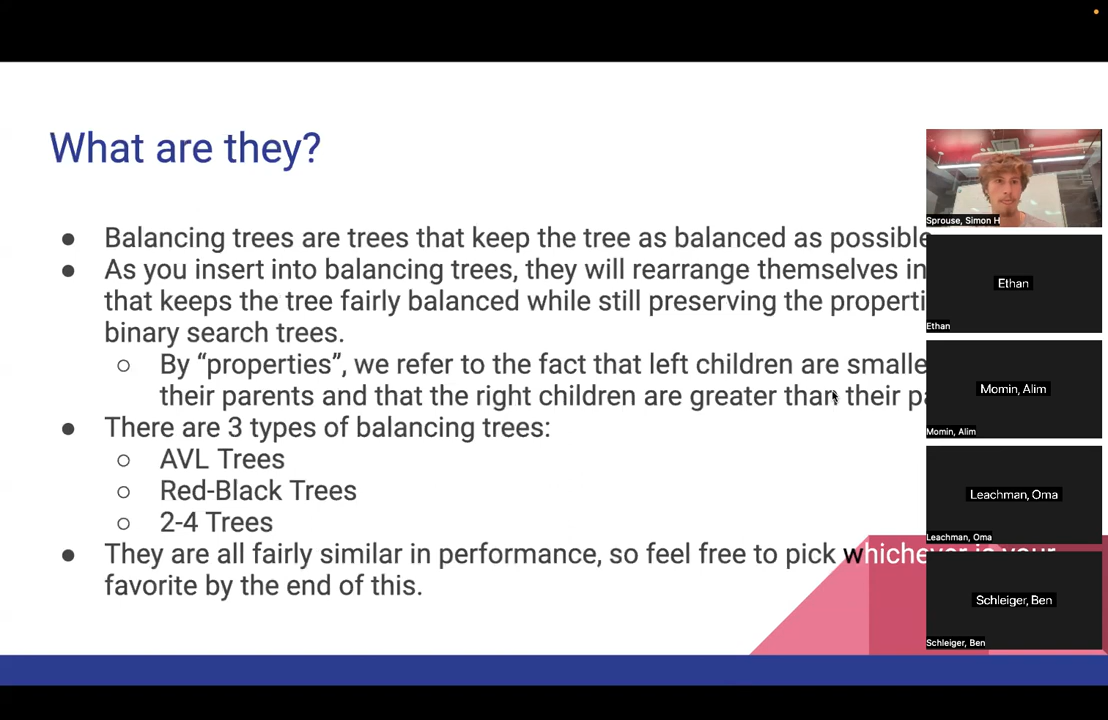 What are they?
Balancing trees are trees that keep the tree as balanced as possible
As you insert into balancing trees, they will rearrange themselves in
that keeps the tree fairly balanced while still preserving the
binary search trees.
By “properties”, we refer to the fact that left children are
their parents and that the right children are greater than their
There are 3 types of balancing trees:
AVL Trees
Red-Black Trees
2-4 Trees
They are all fairly similar in performance, so feel free to pick whichever is your
favorite by the end of this.
Sprouse, Simon H
Ethan
Ethan
Momin, Alim
Momin, Alim
Leachman, Oma
Leachman, Oma
Schleiger, Ben
Schleiger, Ben